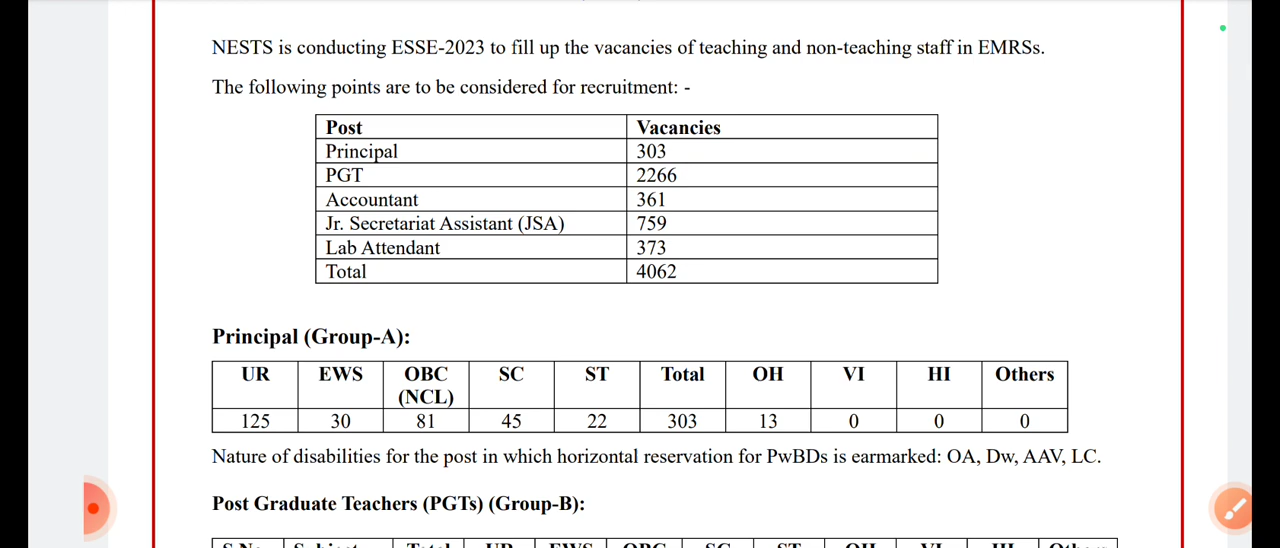 NESTS is conducting ESSE-2023 to fill up the vacancies of teaching and non-teaching staff in EMRSs.
The following points are to be considered for recruitment: -
Post Vacancies
Principal 303
PGT 2266
Accountant 361
Jr. Secretariat Assistant (JSA) 759
Lab Attendant 373
Total 4062
Principal (Group-A):
UR EWS OBC (NCL) SC ST Total OH VI HI Others
125 30 81 45 22 303 13 0 0 0
Nature of disabilities for the post in which horizontal reservation for PwBDs is earmarked: OA, Dw, AAV, LC.
Post Graduate Teachers (PGTs) (Group-B):